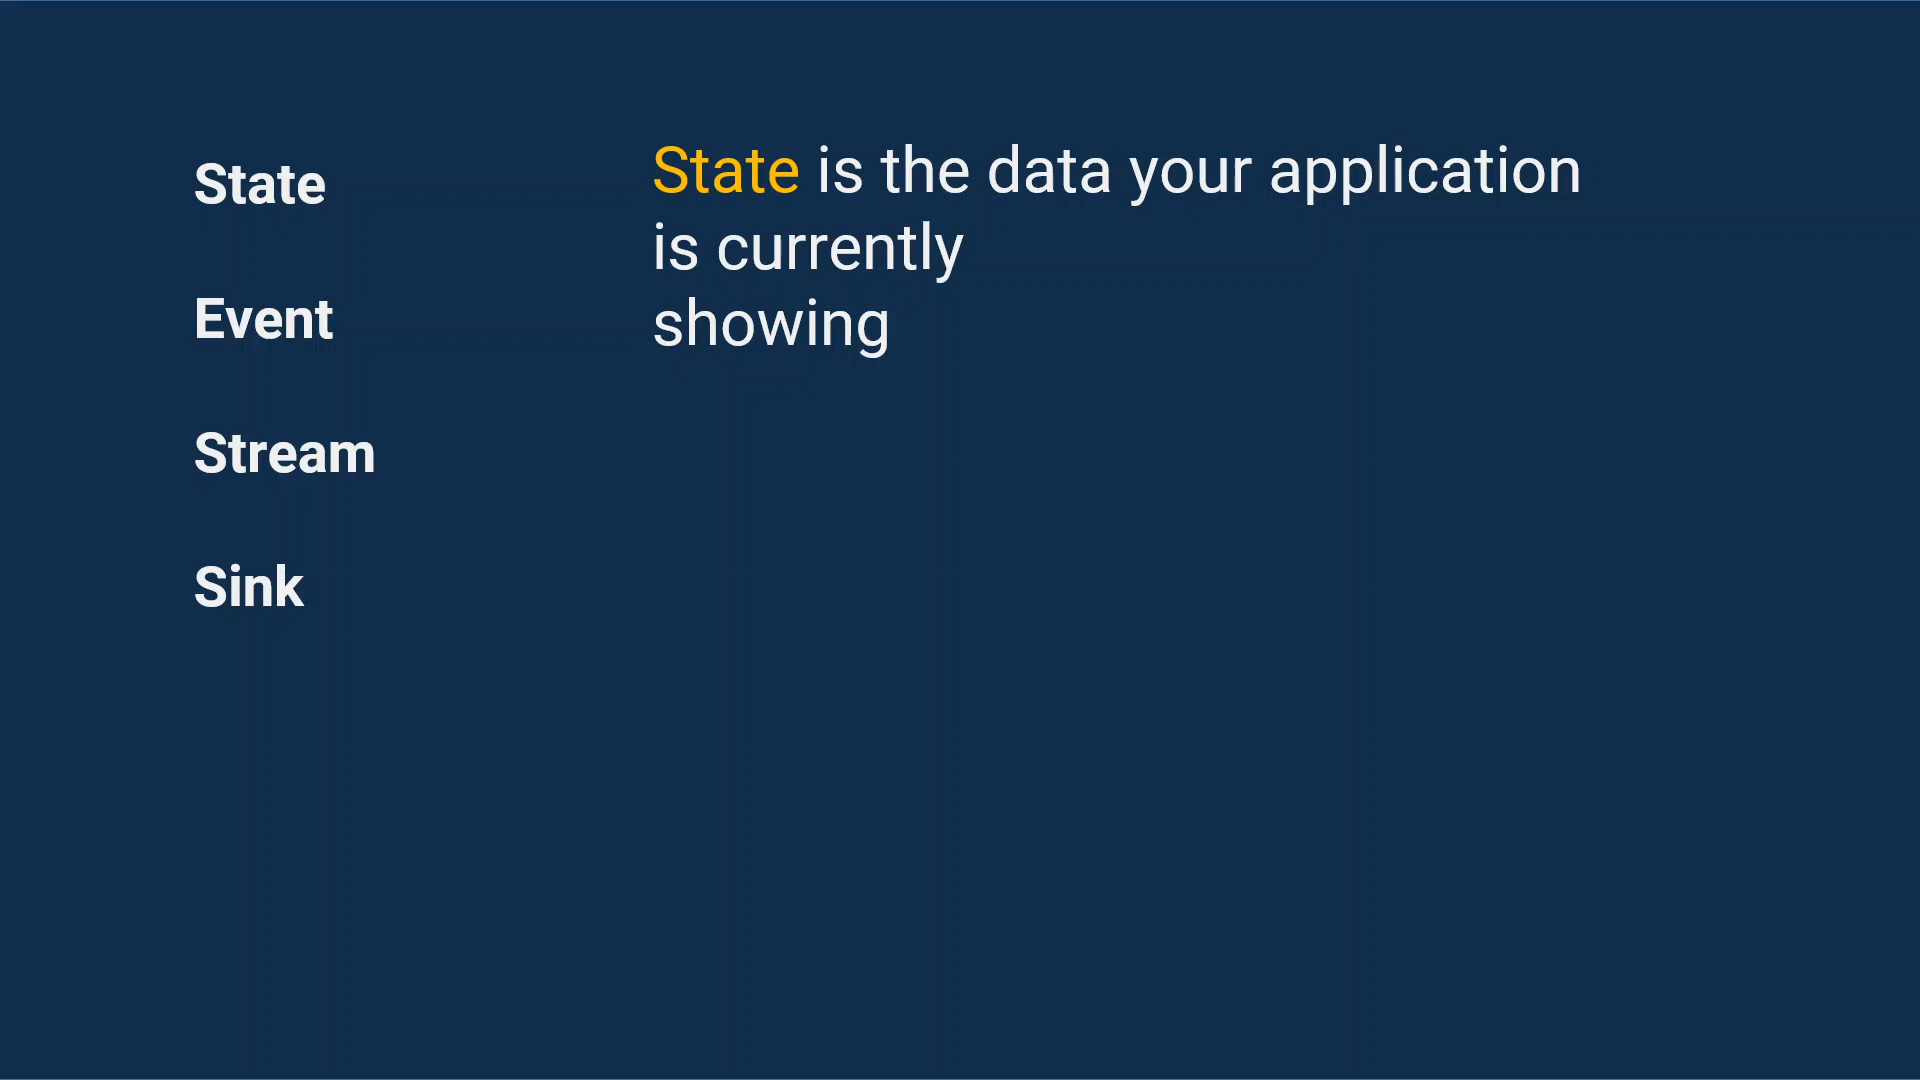 State
Event
Stream
Sink
State is the data your application
is currently
showing